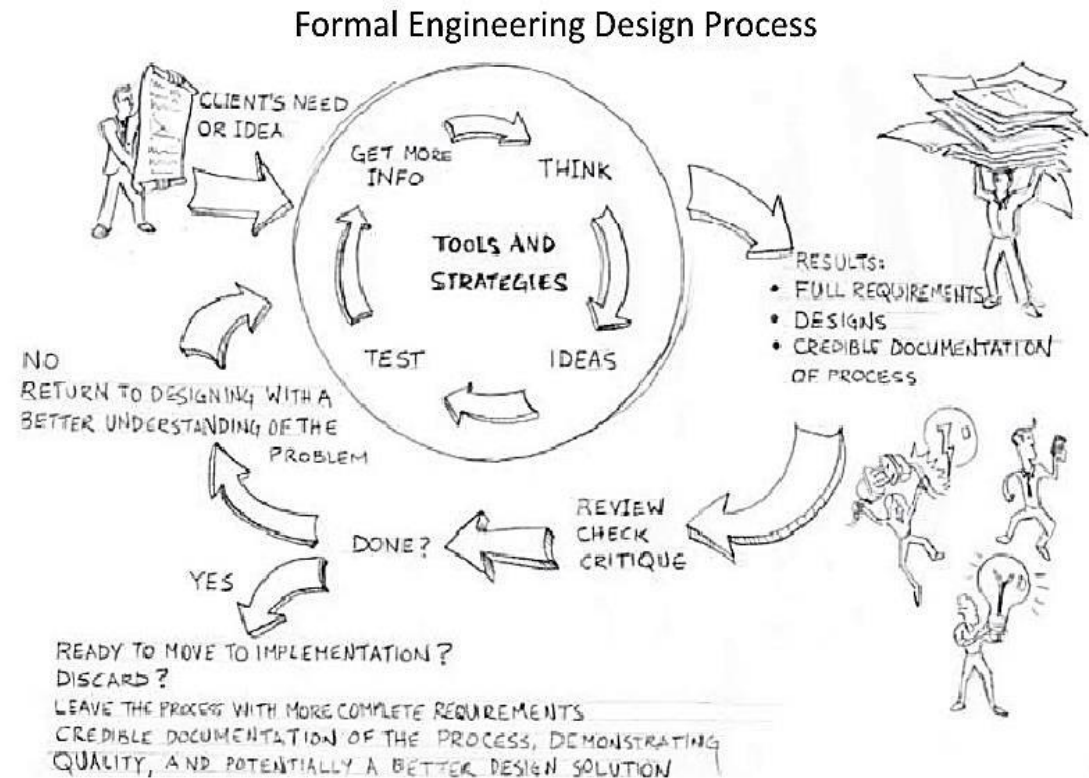 Formal Engineering Design Process
CLIENT'S NEED
OR IDEA
GET MORE
INFO
THINK
TOOLS AND
STRATEGIES
TEST
IDEAS
RESULTS:
• FULL REQUIREMENTS
• DESIGNS
• CREDIBLE DOCUMENTATION
OF PROCESS
REVIEW
CHECK
CRITIQUE
DONE?
NO
RETURN TO DESIGNING WITH A
BETTER UNDERSTANDING OF THE
PROBLEM
YES
READY TO MOVE TO IMPLEMENTATION?
DISCARD?
LEAVE THE PROCESS WITH MORE COMPLETE REQUIREMENTS
CREDIBLE DOCUMENTATION OF THE PROCESS, DEMONSTRATING
QUALITY, AND POTENTIALLY A BETTER DESIGN SOLUTION